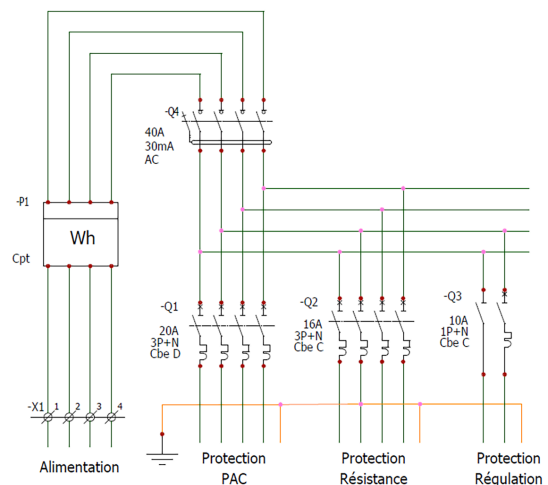 -Q4
40A
30mA
AC
-P1
Wh
Cpt
-Q1
20A
3P+N
Cbe D
-Q2
16A
3P+N
Cbe C
-Q3
10A
1P+N
Cbe C
-X1 1 2 3 4
Alimentation
Protection
PAC
Protection
Résistance
Protection
Régulation